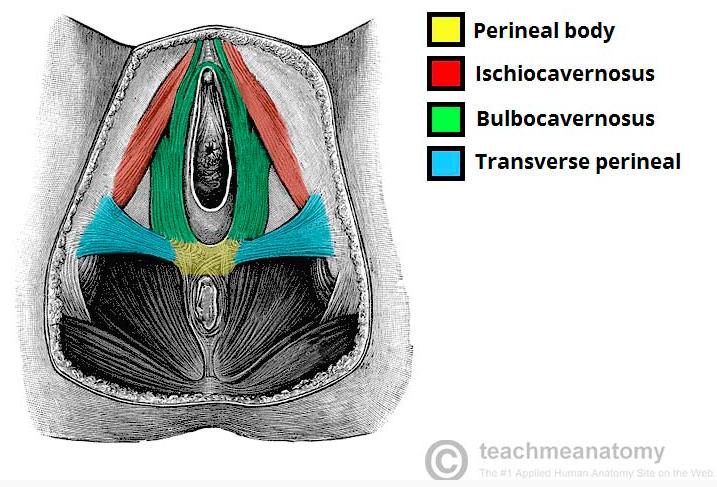 Perineal body
Ischiocavernosus
Bulbocavernosus
Transverse perineal
© teachmeanatomy
The #1 Applied Human Anatomy Site on the Web.